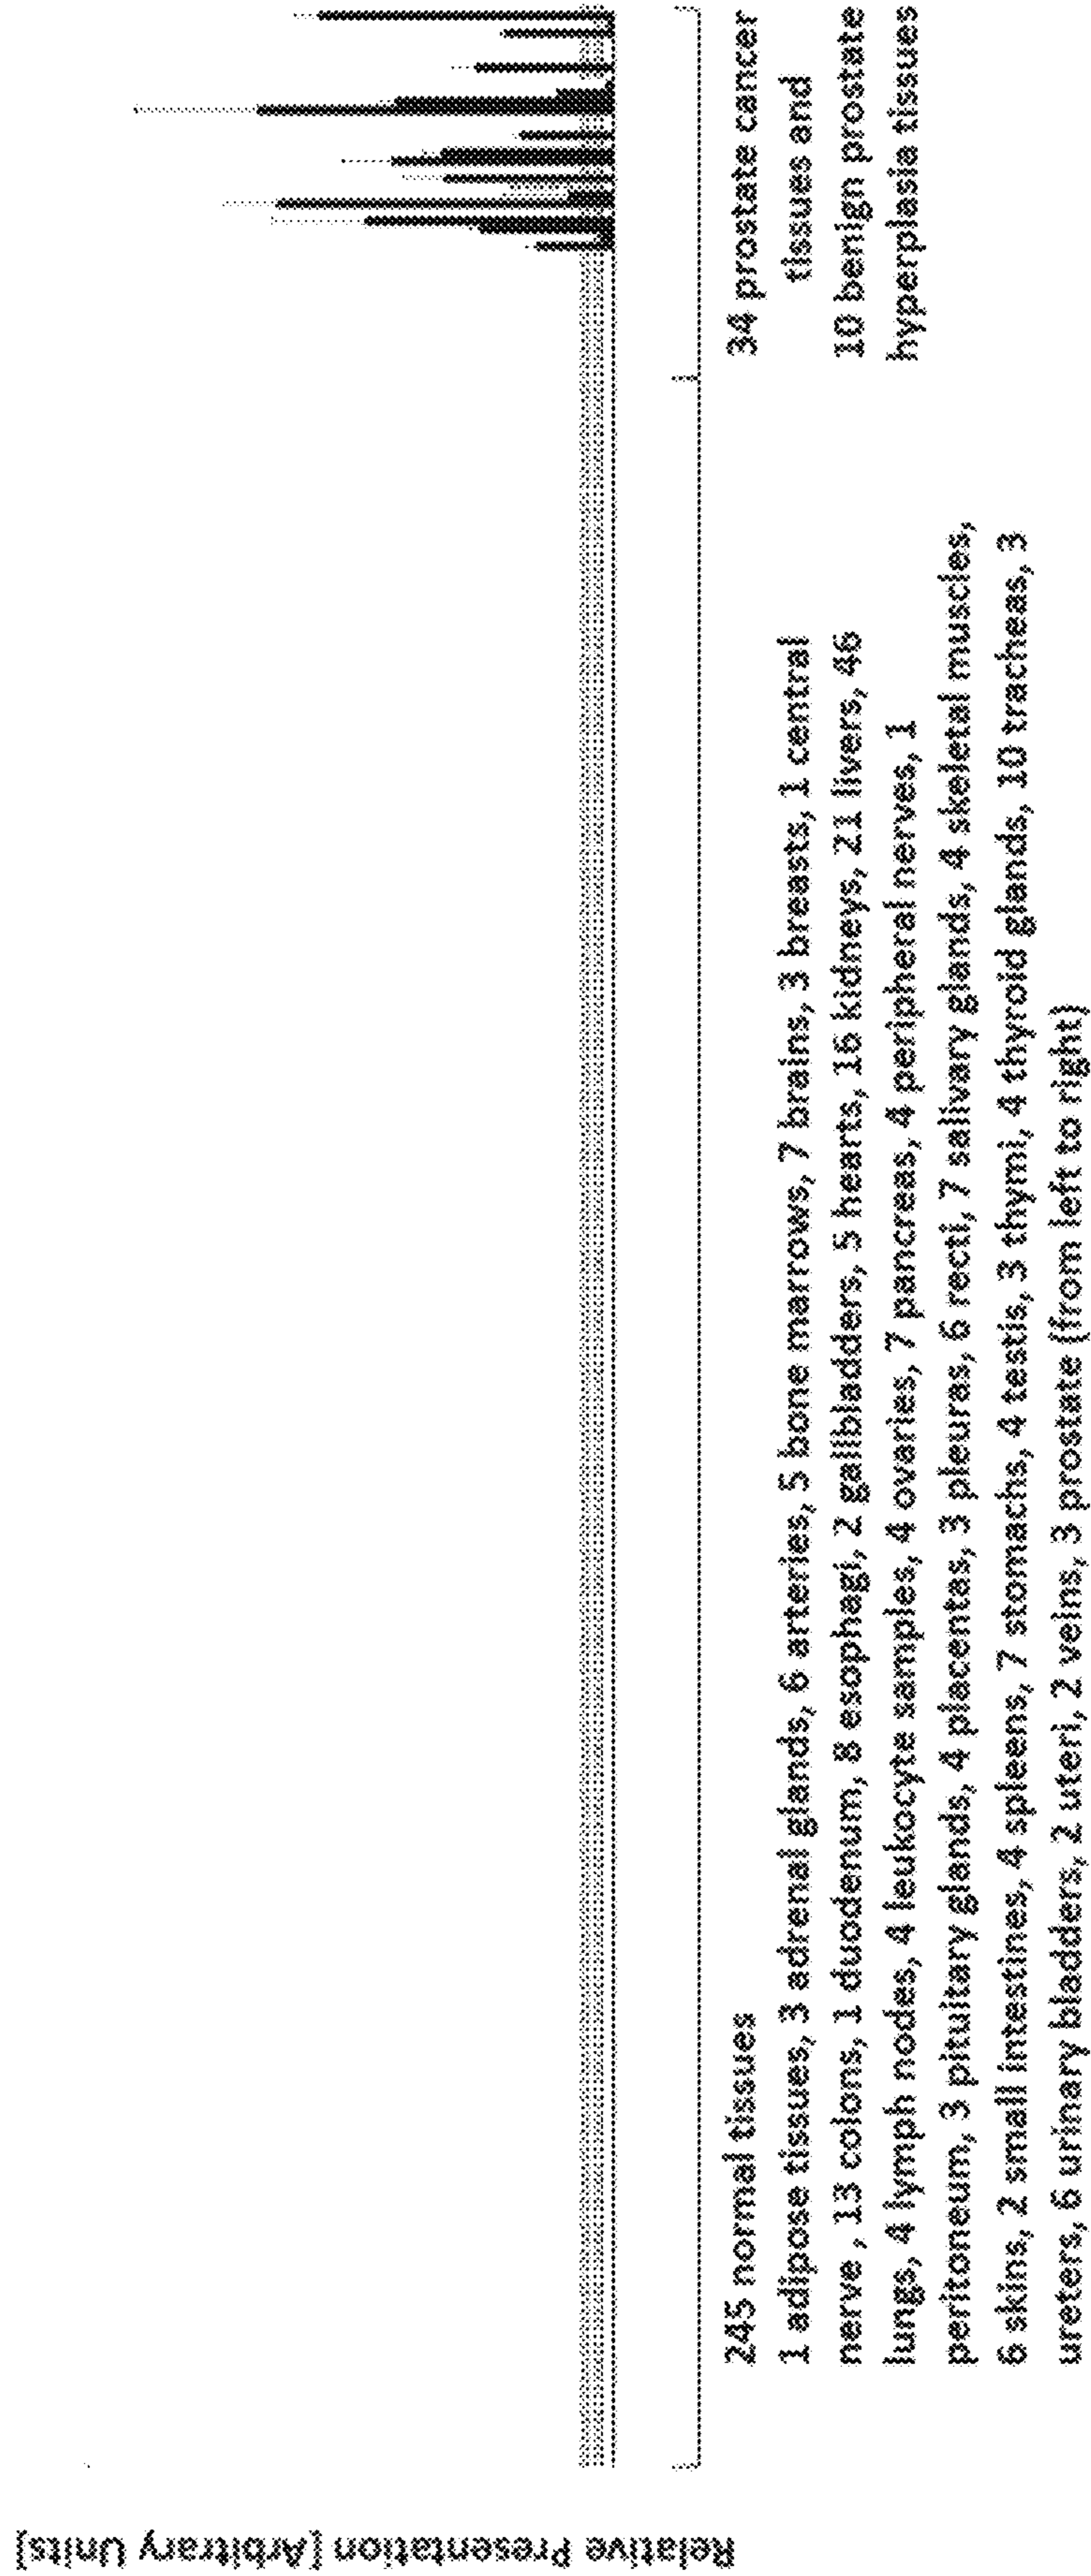 Relative Presentation [Arbitrary Units]
245 normal tissues
1 adipose tissues, 3 adrenal glands, 6 arteries, 5 bone marrows, 7 brains, 3 breasts, 1 central
nerve , 13 colons, 1 duodenum, 8 esophagi, 2 gallbladders, 5 hearts, 16 kidneys, 21 livers, 46
lungs, 4 lymph nodes, 4 leukocyte samples, 4 ovaries, 7 pancreas, 4 peripheral nerves, 1
peritoneum, 3 pituitary glands, 4 placentas, 3 pleuras, 6 recti, 7 salivary glands, 4 skeletal muscles,
6 skins, 2 small intestines, 4 spleens, 7 stomachs, 4 testis, 3 thymi, 4 thyroid glands, 10 tracheas, 3
ureters, 6 urinary bladders, 2 uteri, 2 veins, 3 prostate (from left to right)
34 prostate cancer
tissues and
10 benign prostate
hyperplasia tissues